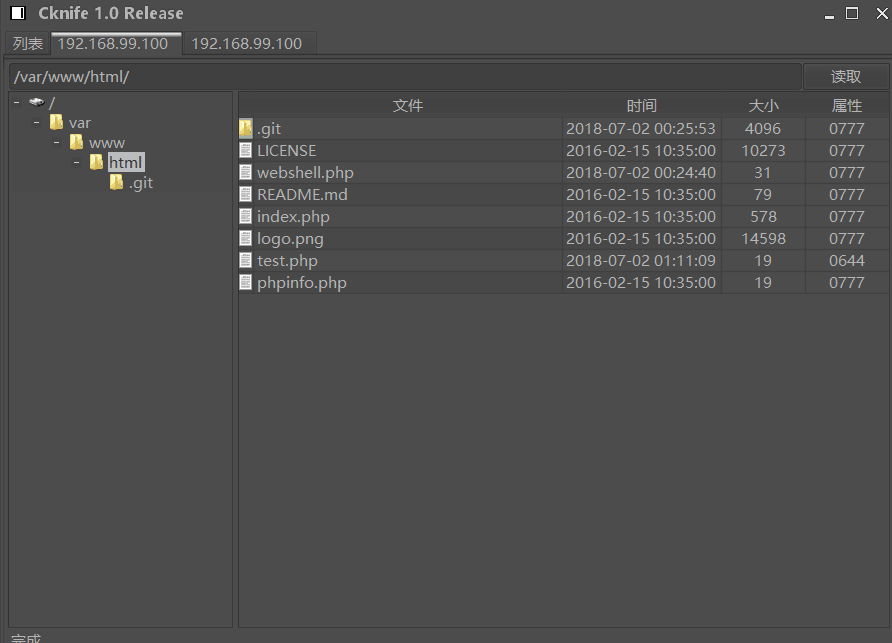 Cknife 1.0 Release
列表 192.168.99.100 192.168.99.100
/var/www/html/ 读取
- /
- var
- www
- html
.git
文件 时间 大小 属性
.git 2018-07-02 00:25:53 4096 0777
LICENSE 2016-02-15 10:35:00 10273 0777
webshell.php 2018-07-02 00:24:40 31 0777
README.md 2016-02-15 10:35:00 79 0777
index.php 2016-02-15 10:35:00 578 0777
logo.png 2016-02-15 10:35:00 14598 0777
test.php 2018-07-02 01:11:09 19 0644
phpinfo.php 2016-02-15 10:35:00 19 0777
完成